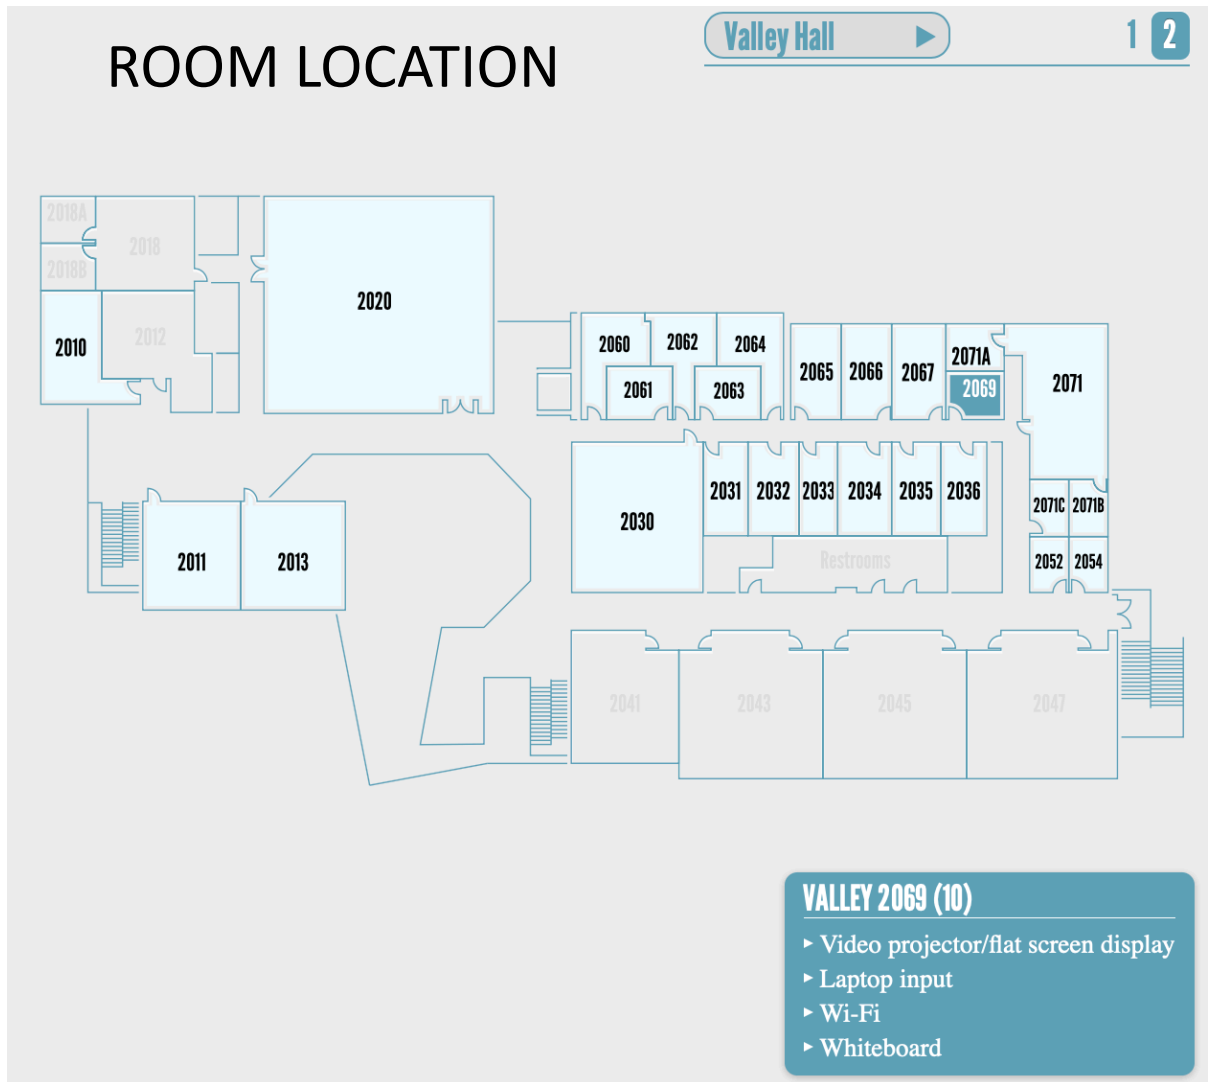 ROOM LOCATION
Valley Hall
1 2
2018A
2018
2018B
2010
2012
2020
2060
2062
2064
2061
2063
2065
2066
2067
2071A
2069
2071
2030
2031
2032
2033
2034
2035
2036
2071C
2071B
2052
2054
Restrooms
2011
2013
2041
2043
2045
2047
VALLEY 2069 (10)
▸ Video projector/flat screen display
▸ Laptop input
▸ Wi-Fi
▸ Whiteboard